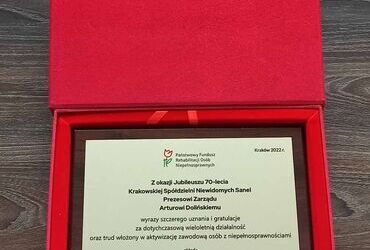 Państwowy Fundusz
Rehabilitacji Osób
Niepełnosprawnych
Kraków 2022 r.
Z okazji Jubileuszu 70-lecia
Krakowskiej Spółdzielni Niewidomych Sanel
Prezesowi Zarządu
Arturowi Dolińskiemu
wyrazy szczerego uznania i gratulacje
za dotychczasową wieloletnią działalność
oraz trud włożony w aktywizację zawodową osób z niepełnosprawnościami